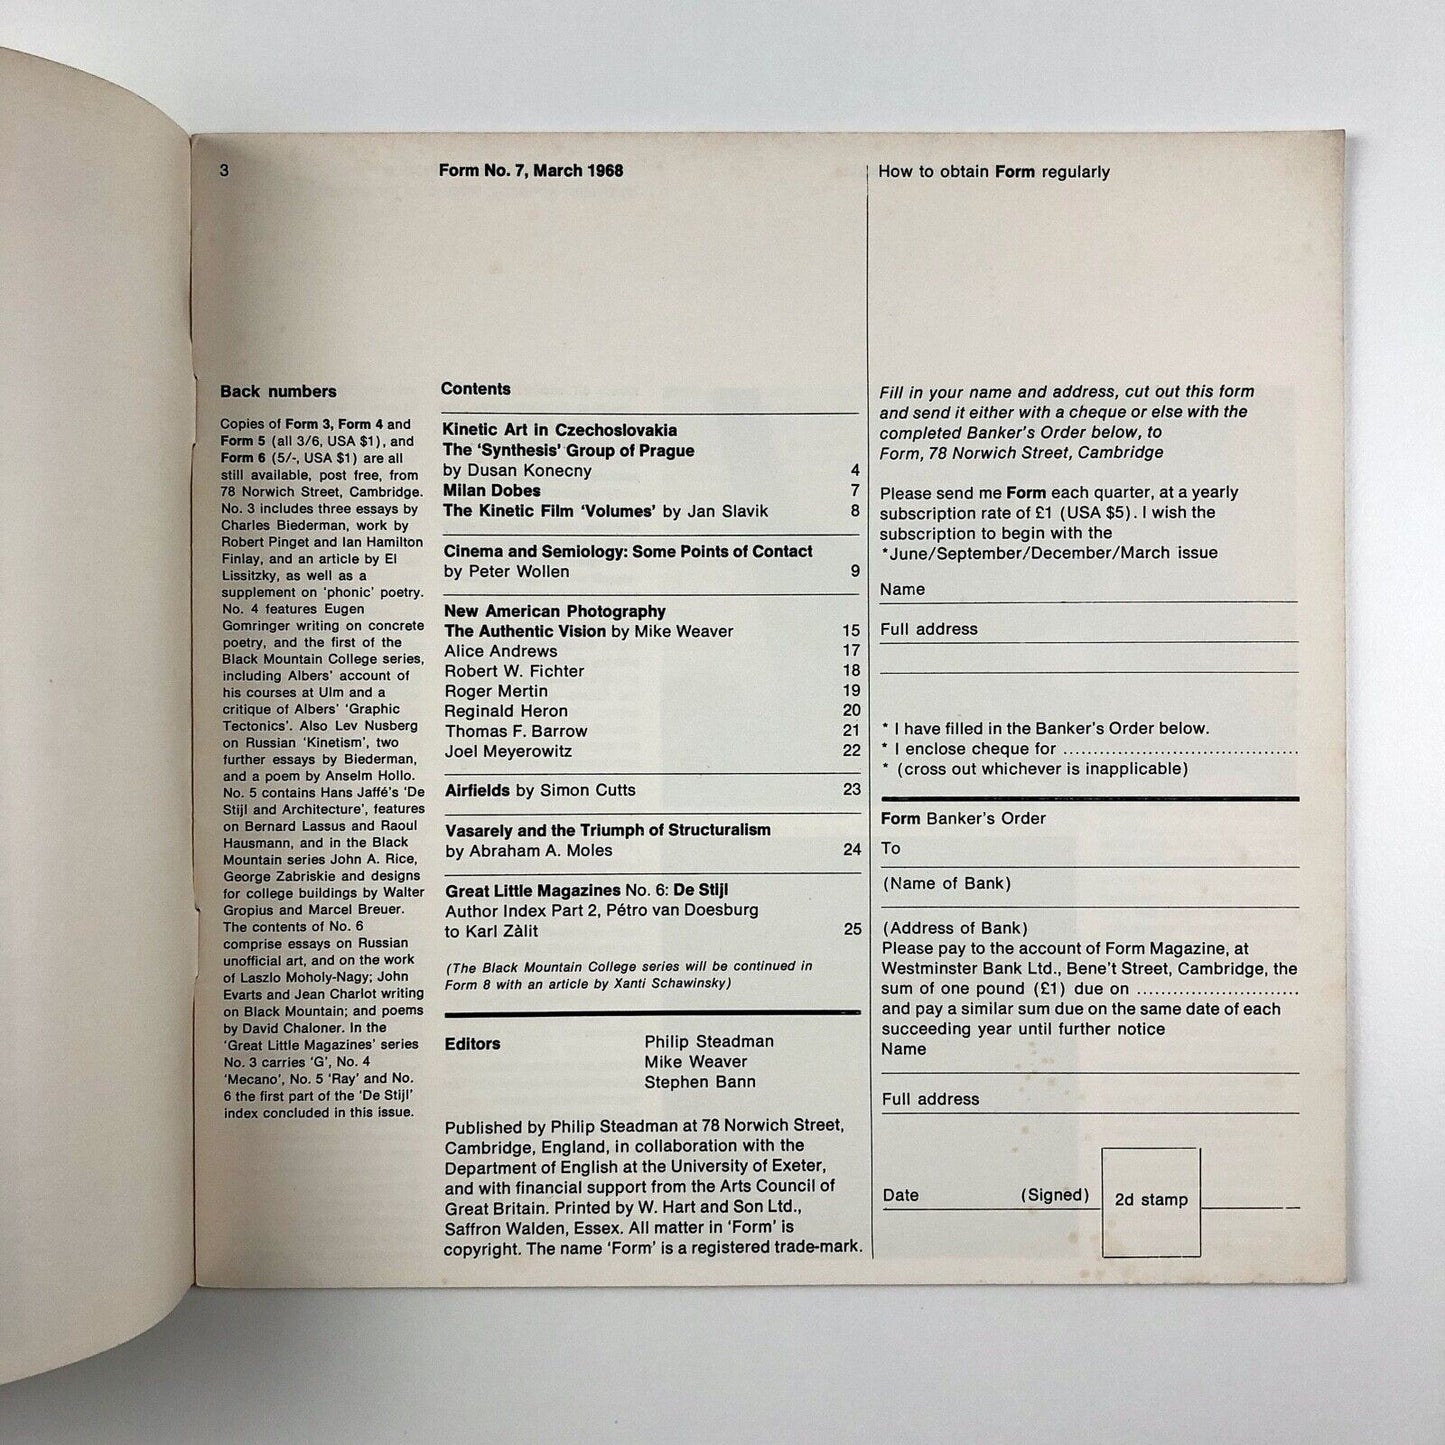 3
Form No. 7, March 1968
How to obtain Form regularly
Back numbers
Copies of Form 3, Form 4 and
Form 5 (all 3/6, USA $1), and
Form 6 (5/-, USA $1) are all
still available, post free, from
78 Norwich Street, Cambridge.
No. 3 includes three essays by
Charles Biederman, work by
Robert Pinget and Ian Hamilton
Finlay, and an article by El
Lissitzky, as well as a
supplement on 'phonic' poetry.
No. 4 features Eugen
Gomringer writing on concrete
poetry, and the first of the
Black Mountain College series,
including Albers' account of
his courses at Ulm and a
critique of Albers' 'Graphic
Tectonics'. Also Lev Nusberg
on Russian 'Kinetism', two
further essays by Biederman,
and a poem by Anselm Hollo.
No. 5 contains Hans Jaffé's 'De
Stijl and Architecture', features
on Bernard Lassus and Raoul
Hausmann, and in the Black
Mountain series John A. Rice,
George Zabriskie and designs
for college buildings by Walter
Gropius and Marcel Breuer.
The contents of No. 6
comprise essays on Russian
unofficial art, and on the work
of Laszlo Moholy-Nagy; John
Evarts and Jean Charlot writing
on Black Mountain; and poems
by David Chaloner. In the
'Great Little Magazines' series
No. 3 carries 'G', No. 4
'Mecano', No. 5 'Ray' and No.
6 the first part of the 'De Stijl'
index concluded in this issue.
Contents
Kinetic Art in Czechoslovakia
The 'Synthesis' Group of Prague
by Dusan Konecny 4
Milan Dobes 7
The Kinetic Film 'Volumes' by Jan Slavik 8
Cinema and Semiology: Some Points of Contact
by Peter Wollen 9
New American Photography
The Authentic Vision by Mike Weaver 15
Alice Andrews 17
Robert W. Fichter 18
Roger Mertin 19
Reginald Heron 20
Thomas F. Barrow 21
Joel Meyerowitz 22
Airfields by Simon Cutts 23
Vasarely and the Triumph of Structuralism
by Abraham A. Moles 24
Great Little Magazines No. 6: De Stijl
Author Index Part 2, Pétro van Doesburg
to Karl Zàlit 25
(The Black Mountain College series will be continued in
Form 8 with an article by Xanti Schawinsky)
Editors Philip Steadman
Mike Weaver
Stephen Bann
Published by Philip Steadman at 78 Norwich Street,
Cambridge, England, in collaboration with the
Department of English at the University of Exeter,
and with financial support from the Arts Council of
Great Britain. Printed by W. Hart and Son Ltd.,
Saffron Walden, Essex. All matter in 'Form' is
copyright. The name 'Form' is a registered trade-mark.
Fill in your name and address, cut out this form
and send it either with a cheque or else with the
completed Banker's Order below, to
Form, 78 Norwich Street, Cambridge
Please send me Form each quarter, at a yearly
subscription rate of £1 (USA $5). I wish the
subscription to begin with the
*June/September/December/March issue
Name
Full address
* I have filled in the Banker's Order below.
* I enclose cheque for ......................................
* (cross out whichever is inapplicable)
Form Banker's Order
To
(Name of Bank)
(Address of Bank)
Please pay to the account of Form Magazine, at
Westminster Bank Ltd., Bene't Street, Cambridge, the
sum of one pound (£1) due on ..........................
and pay a similar sum due on the same date of each
succeeding year until further notice
Name
Full address
Date (Signed) 2d stamp